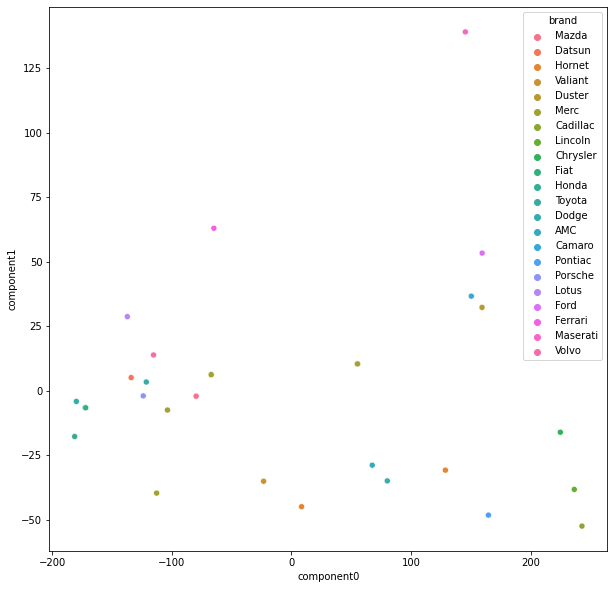 brand
Mazda
Datsun
Hornet
Valiant
Duster
Merc
Cadillac
Lincoln
Chrysler
Fiat
Honda
Toyota
Dodge
AMC
Camaro
Pontiac
Porsche
Lotus
Ford
Ferrari
Maserati
Volvo
125
100
75
50
25
0
−25
−50
component1
−200
−100
0
100
200
component0